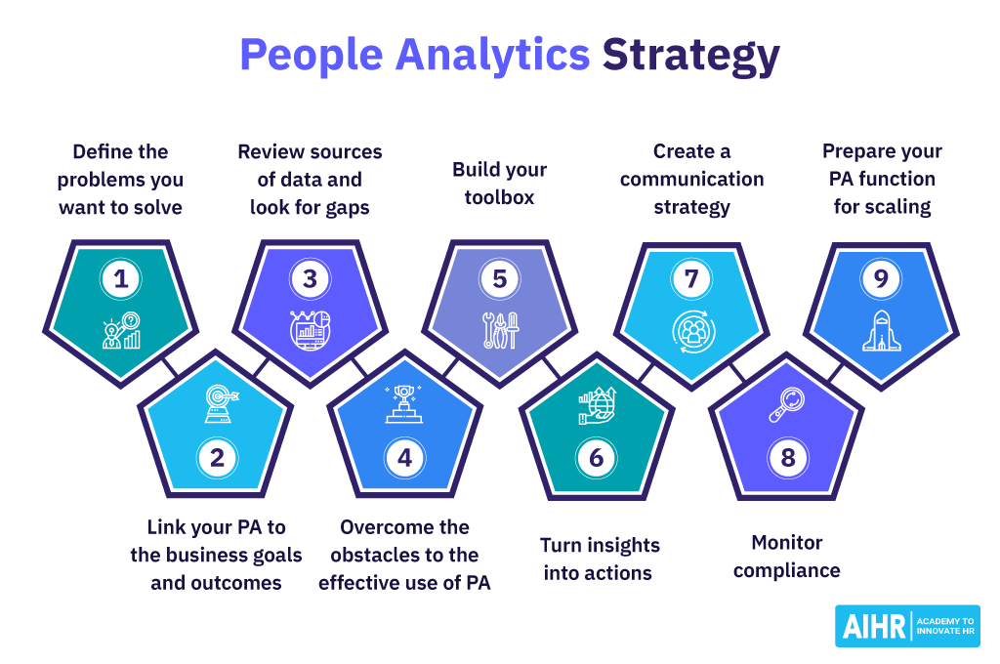 People Analytics Strategy
Define the
problems you
want to solve
1
Link your PA to
the business goals
and outcomes
2
Review sources
of data and
look for gaps
3
Overcome the
obstacles to the
effective use of PA
4
Build your
toolbox
5
Turn insights
into actions
6
Create a
communication
strategy
7
Monitor
compliance
8
Prepare your
PA function
for scaling
9
?
AIHR
ACADEMY TO
INNOVATE HR